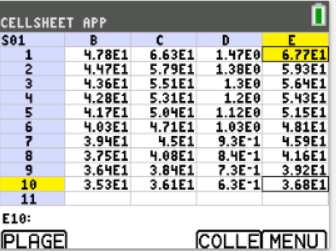 CELLSHEET APP
S01 B C D E
1 4.78E1 6.63E1 1.47E0 6.77E1
2 4.47E1 5.79E1 1.38E0 5.93E1
3 4.36E1 5.51E1 1.3E0 5.64E1
4 4.28E1 5.31E1 1.2E0 5.43E1
5 4.17E1 5.04E1 1.12E0 5.15E1
6 4.03E1 4.71E1 1.03E0 4.81E1
7 3.94E1 4.5E1 9.3E⁻1 4.59E1
8 3.75E1 4.08E1 8.4E⁻1 4.16E1
9 3.64E1 3.84E1 7.3E⁻1 3.92E1
10 3.53E1 3.61E1 6.3E⁻1 3.68E1
11
E10:
PLAGE COLLE MENU